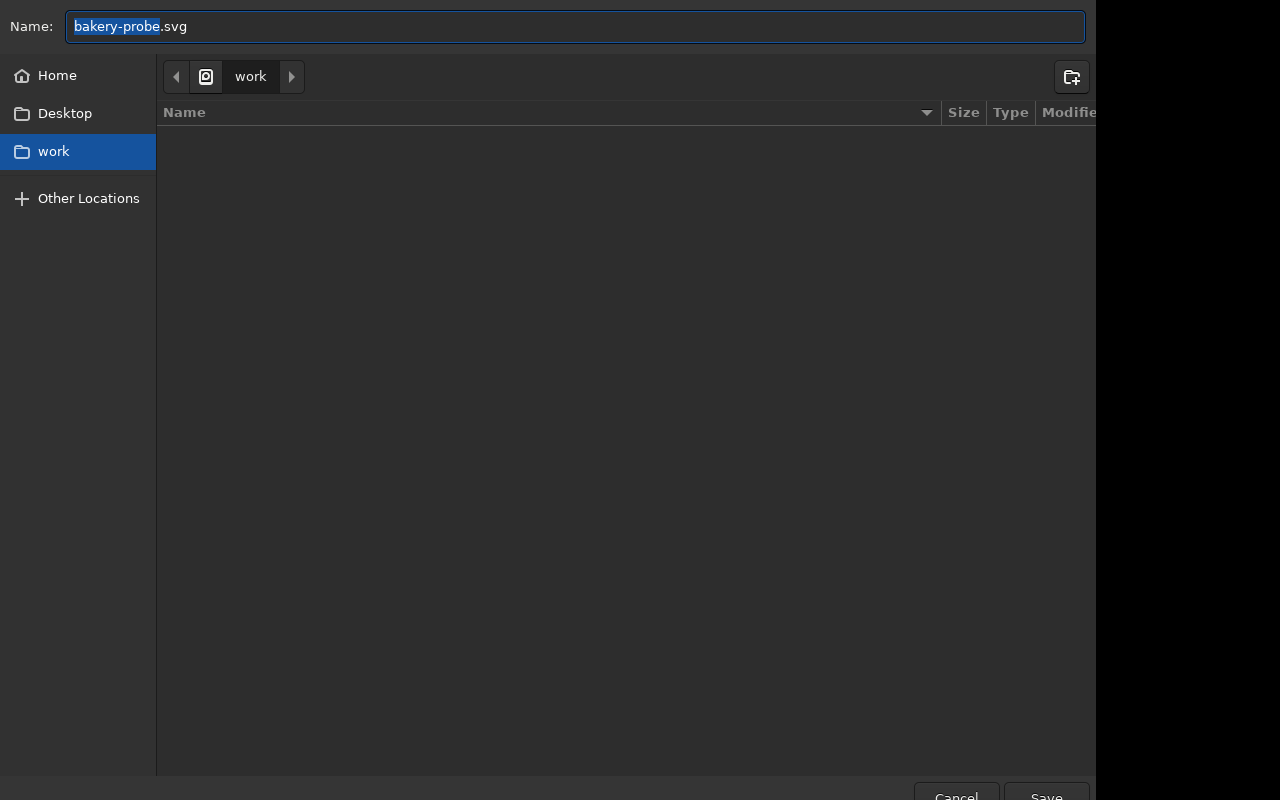 Name: bakery-probe.svg
Home
work
Desktop
Name Size Type Modifie
work
Other Locations
Cancel Save